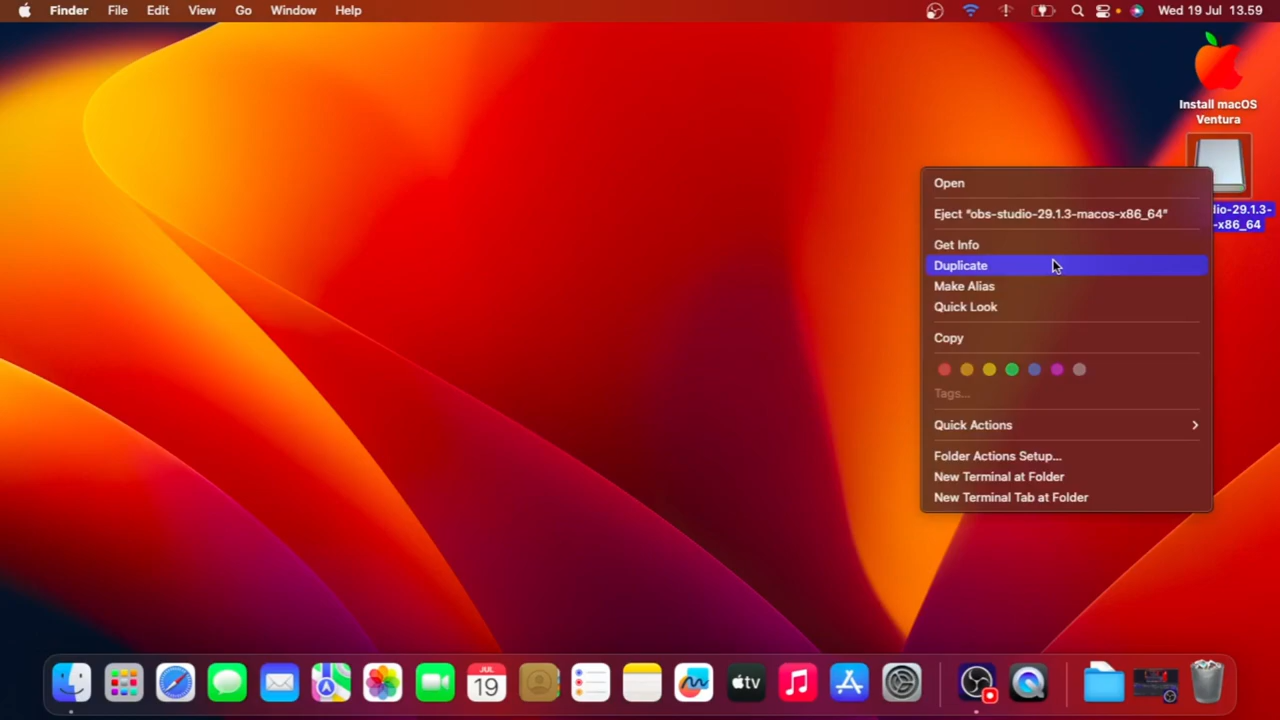 Finder File Edit View Go Window Help
Wed 19 Jul 13.59
Install macOS
Ventura
io-29.1.3-
-x86_64
Open
Eject "obs-studio-29.1.3-macos-x86_64"
Get Info
Duplicate
Make Alias
Quick Look
Copy
Tags...
Quick Actions
Folder Actions Setup...
New Terminal at Folder
New Terminal Tab at Folder
JUL
19
tv